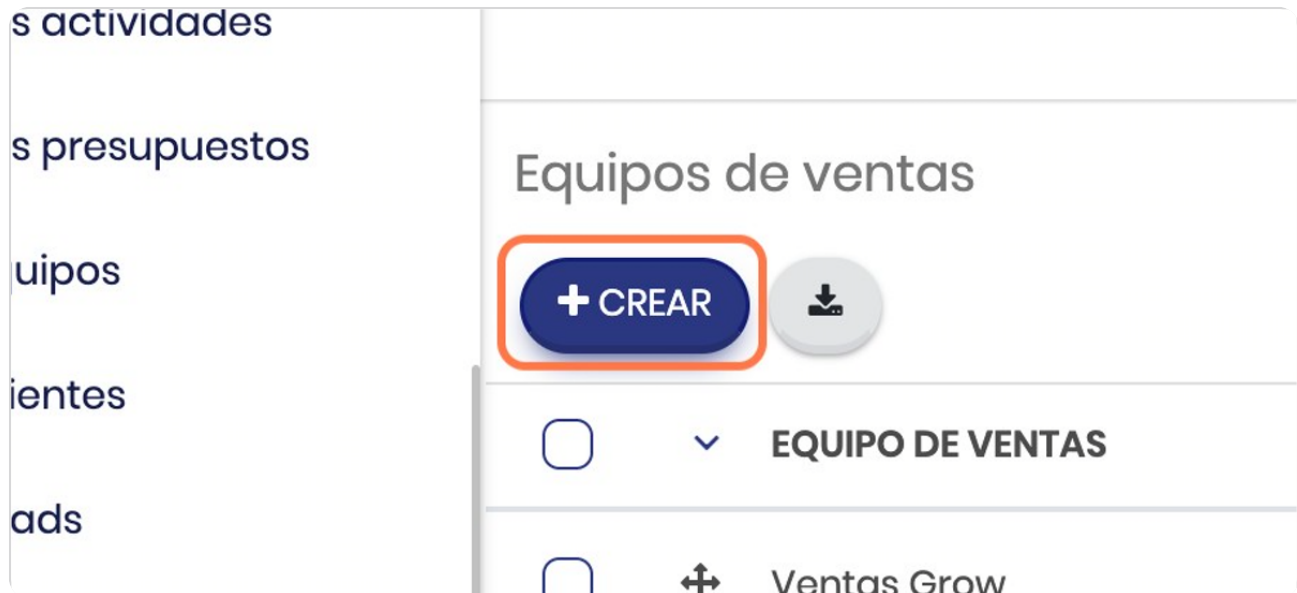 s actividades
s presupuestos
uipos
ientes
ads
Equipos de ventas
CREAR
EQUIPO DE VENTAS
Ventas Grow